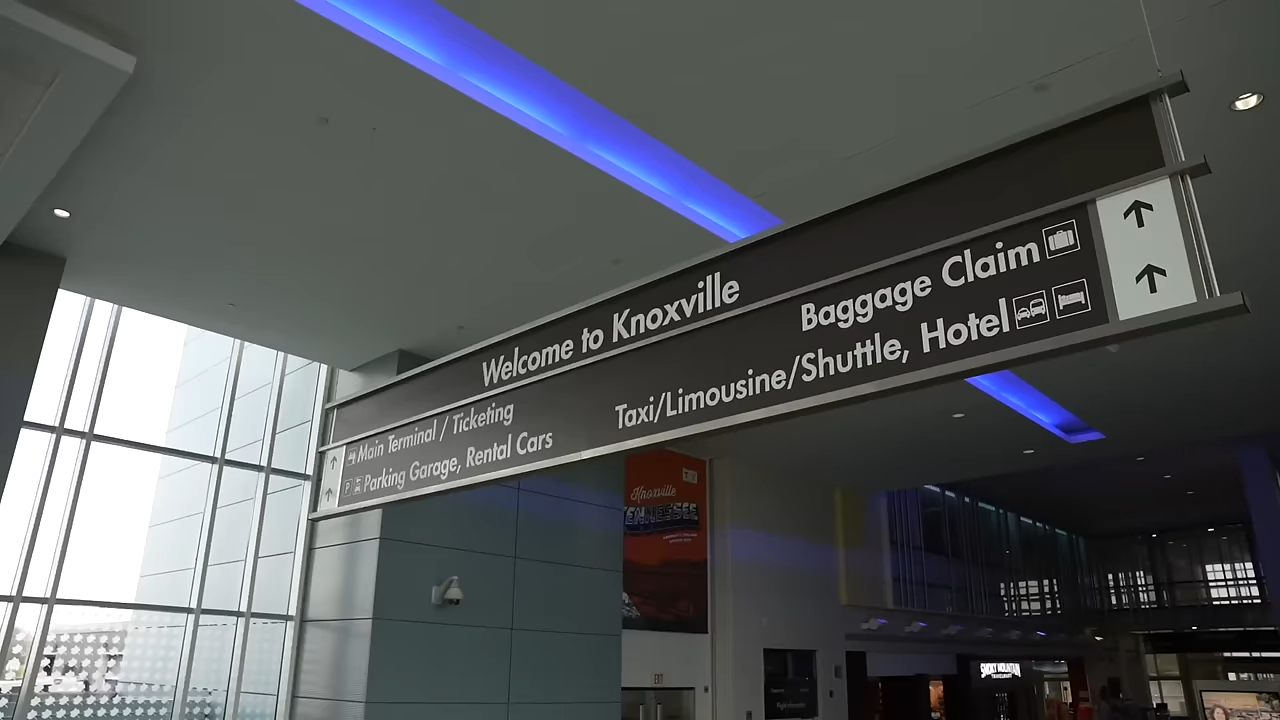 Welcome to Knoxville
Main Terminal / Ticketing
Parking Garage, Rental Cars
Baggage Claim
Taxi/Limousine/Shuttle, Hotel
P
Knoxville
TENNESSEE
SMOKY MOUNTAIN